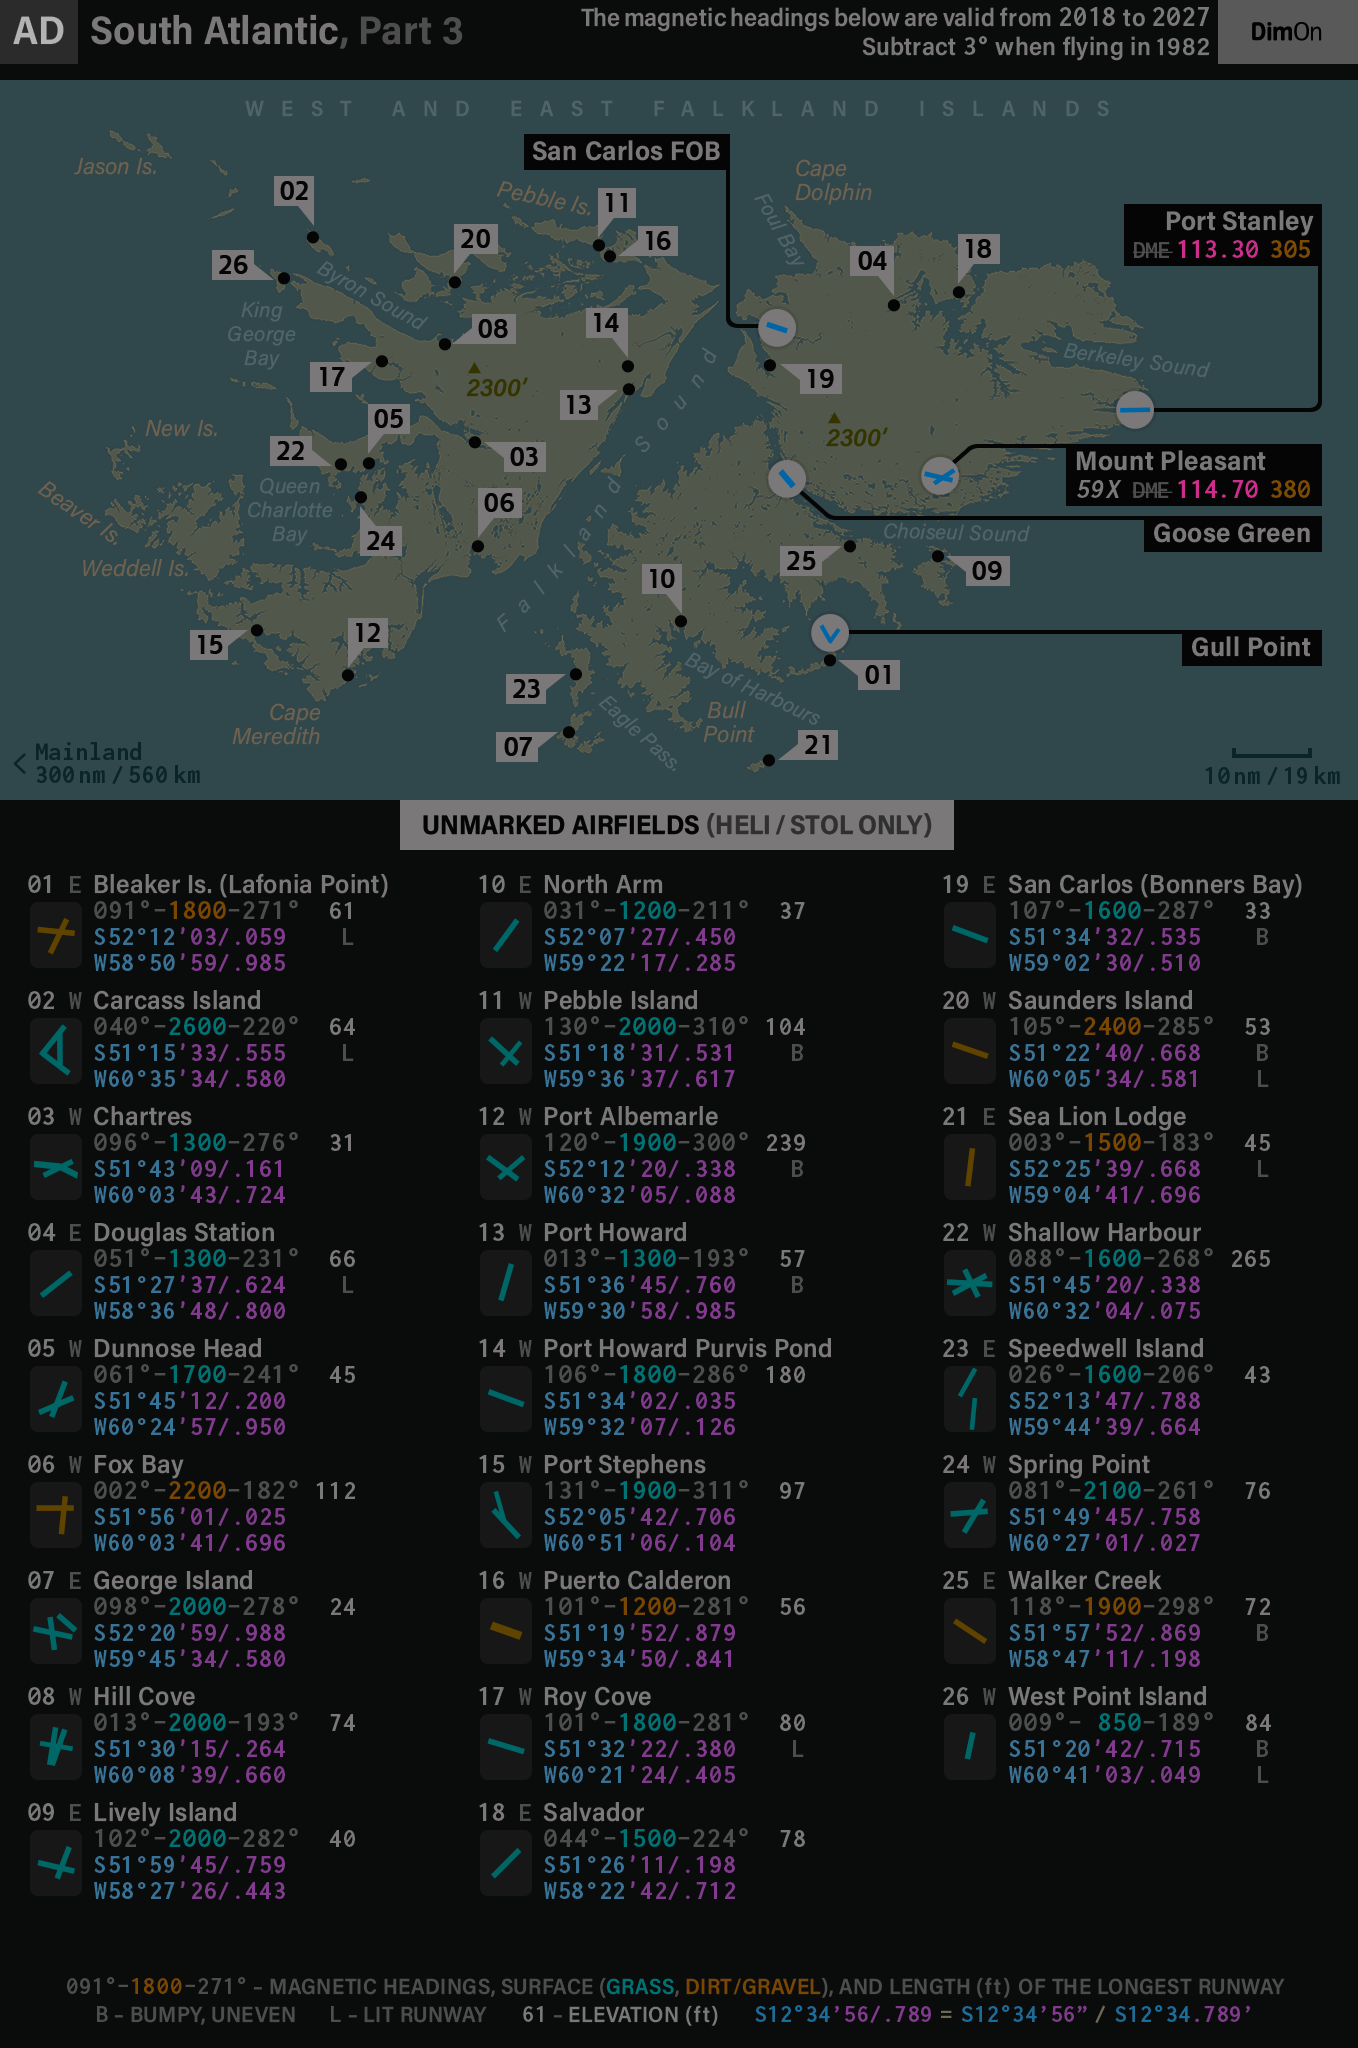 AD South Atlantic, Part 3
The magnetic headings below are valid from 2018 to 2027
Subtract 3° when flying in 1982
DimOn
WEST AND EAST FALKLAND ISLANDS
San Carlos FOB
Jason Is.
Cape
Dolphin
02
Pebble Is.
11
Foul Bay
Port Stanley
DME 113.30 305
20
16
04
18
26
Byron Sound
King
George
Bay
08
14
Berkeley Sound
17
2300′
13
19
05
2300′
New Is.
22
03
Mount Pleasant
59X DME 114.70 380
Queen
Charlotte
Bay
Beaver Is.
06
24
Falkland Sound
Goose Green
Choiseul Sound
Weddell Is.
25
09
10
15
12
Gull Point
01
23
Bay of Harbours
Cape
Meredith
Eagle Pass.
Bull
Point
07
21
Mainland
300 nm / 560 km
10 nm / 19 km
UNMARKED AIRFIELDS (HELI / STOL ONLY)
01 E Bleaker Is. (Lafonia Point)
091°-1800-271° 61
S52°12′03/.059 L
W58°50′59/.985
02 W Carcass Island
040°-2600-220° 64
S51°15′33/.555 L
W60°35′34/.580
03 W Chartres
096°-1300-276° 31
S51°43′09/.161
W60°03′43/.724
04 E Douglas Station
051°-1300-231° 66
S51°27′37/.624 L
W58°36′48/.800
05 W Dunnose Head
061°-1700-241° 45
S51°45′12/.200
W60°24′57/.950
06 W Fox Bay
002°-2200-182° 112
S51°56′01/.025
W60°03′41/.696
07 E George Island
098°-2000-278° 24
S52°20′59/.988
W59°45′34/.580
08 W Hill Cove
013°-2000-193° 74
S51°30′15/.264
W60°08′39/.660
09 E Lively Island
102°-2000-282° 40
S51°59′45/.759
W58°27′26/.443
10 E North Arm
031°-1200-211° 37
S52°07′27/.450
W59°22′17/.285
11 W Pebble Island
130°-2000-310° 104
S51°18′31/.531 B
W59°36′37/.617
12 W Port Albemarle
120°-1900-300° 239
S52°12′20/.338 B
W60°32′05/.088
13 W Port Howard
013°-1300-193° 57
S51°36′45/.760 B
W59°30′58/.985
14 W Port Howard Purvis Pond
106°-1800-286° 180
S51°34′02/.035
W59°32′07/.126
15 W Port Stephens
131°-1900-311° 97
S52°05′42/.706
W60°51′06/.104
16 W Puerto Calderon
101°-1200-281° 56
S51°19′52/.879
W59°34′50/.841
17 W Roy Cove
101°-1800-281° 80
S51°32′22/.380 L
W60°21′24/.405
18 E Salvador
044°-1500-224° 78
S51°26′11/.198
W58°22′42/.712
19 E San Carlos (Bonners Bay)
107°-1600-287° 33
S51°34′32/.535 B
W59°02′30/.510
20 W Saunders Island
105°-2400-285° 53
S51°22′40/.668 B
W60°05′34/.581 L
21 E Sea Lion Lodge
003°-1500-183° 45
S52°25′39/.668 L
W59°04′41/.696
22 W Shallow Harbour
088°-1600-268° 265
S51°45′20/.338
W60°32′04/.075
23 E Speedwell Island
026°-1600-206° 43
S52°13′47/.788
W59°44′39/.664
24 W Spring Point
081°-2100-261° 76
S51°49′45/.758
W60°27′01/.027
25 E Walker Creek
118°-1900-298° 72
S51°57′52/.869 B
W58°47′11/.198
26 W West Point Island
009°- 850-189° 84
S51°20′42/.715 B
W60°41′03/.049 L
091°-1800-271° - MAGNETIC HEADINGS, SURFACE (GRASS, DIRT/GRAVEL), AND LENGTH (ft) OF THE LONGEST RUNWAY
B - BUMPY, UNEVEN L - LIT RUNWAY 61 - ELEVATION (ft) S12°34′56/.789 = S12°34′56” / S12°34.789′